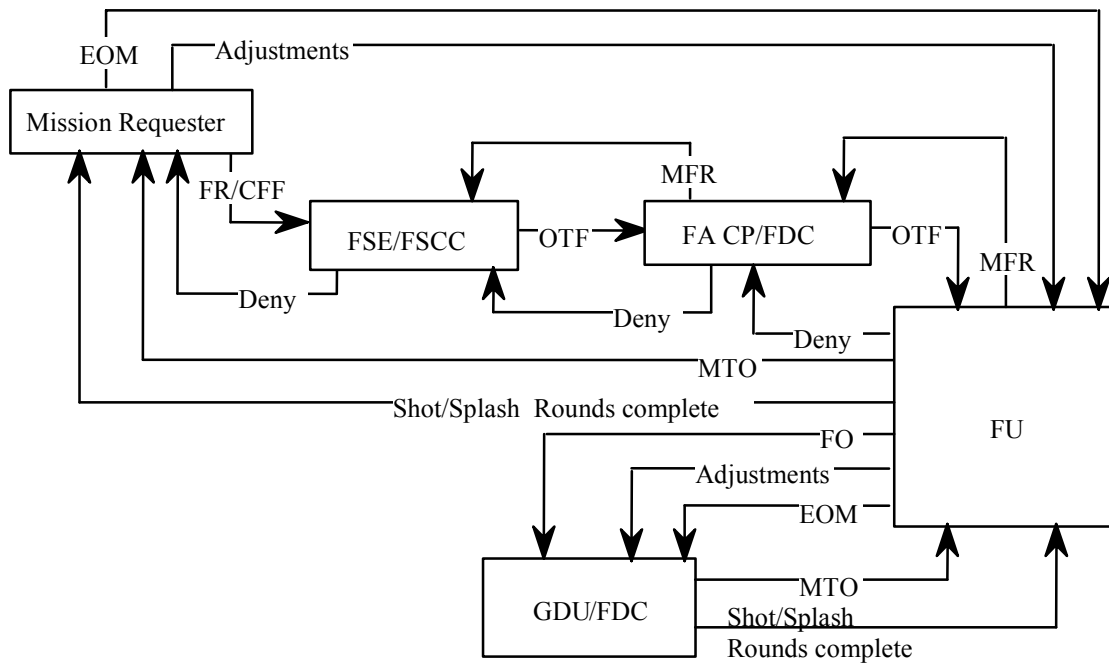 EOM
Adjustments
Mission Requester
FR/CFF
MFR
FSE/FSCC
OTF
FA CP/FDC
OTF
MFR
Deny
Deny
Deny
MTO
Shot/Splash Rounds complete
FO
FU
Adjustments
EOM
GDU/FDC
MTO
Shot/Splash
Rounds complete